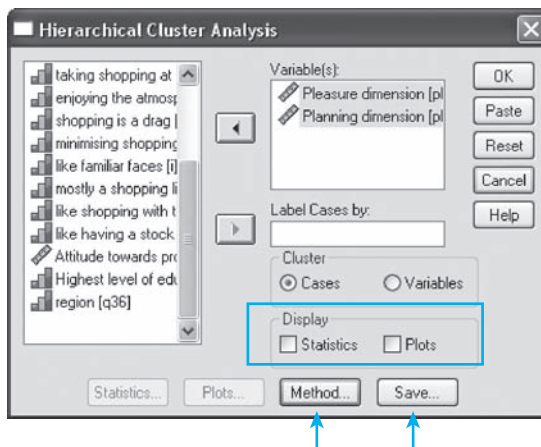 Hierarchical Cluster Analysis
taking shopping at
enjoying the atmosp
shopping is a drag [
minimising shopping
like familiar faces [i]
mostly a shopping li
like shopping with t
like having a stock
Attitude towards pro
Highest level of edu
region [q36]
Variable(s):
Pleasure dimension [pl
Planning dimension [pl
Label Cases by:
Cluster
Cases Variables
Display
Statistics Plots
OK
Paste
Reset
Cancel
Help
Statistics... Plots... Method... Save...